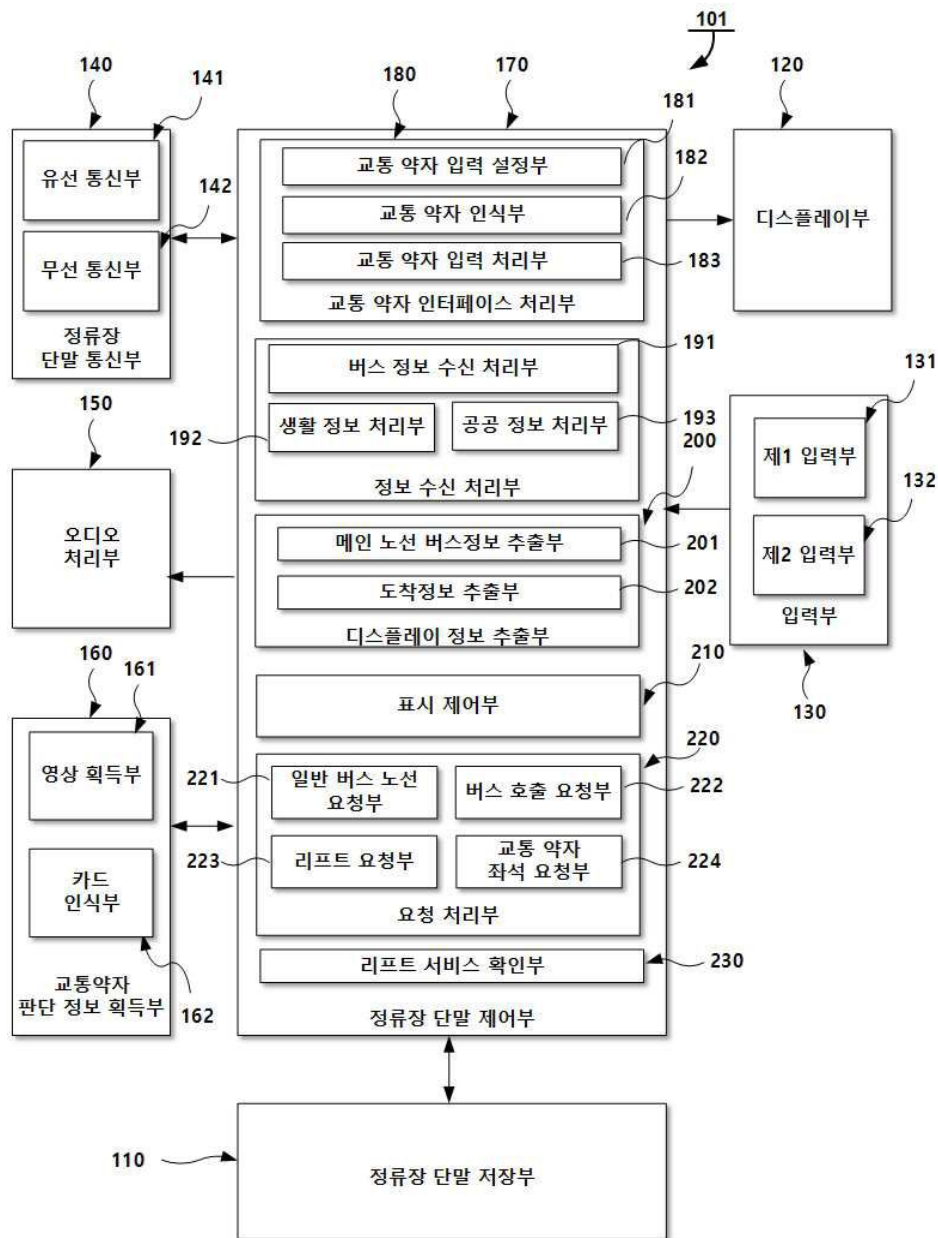 101
140
141
유선 통신부
142
무선 통신부
정류장
단말 통신부
180
170
181
교통 약자 입력 설정부
182
교통 약자 인식부
교통 약자 입력 처리부
183
교통 약자 인터페이스 처리부
120
디스플레이부
191
버스 정보 수신 처리부
192
생활 정보 처리부
공공 정보 처리부
193
정보 수신 처리부
200
150
오디오
처리부
131
제1 입력부
132
제2 입력부
입력부
130
메인 노선 버스정보 추출부
201
도착정보 추출부
202
디스플레이 정보 추출부
210
표시 제어부
160
161
영상 획득부
카드
인식부
교통약자
판단 정보 획득부
162
220
221
일반 버스 노선
요청부
버스 호출 요청부
222
223
리프트 요청부
교통 약자
좌석 요청부
224
요청 처리부
리프트 서비스 확인부
230
정류장 단말 제어부
110
정류장 단말 저장부